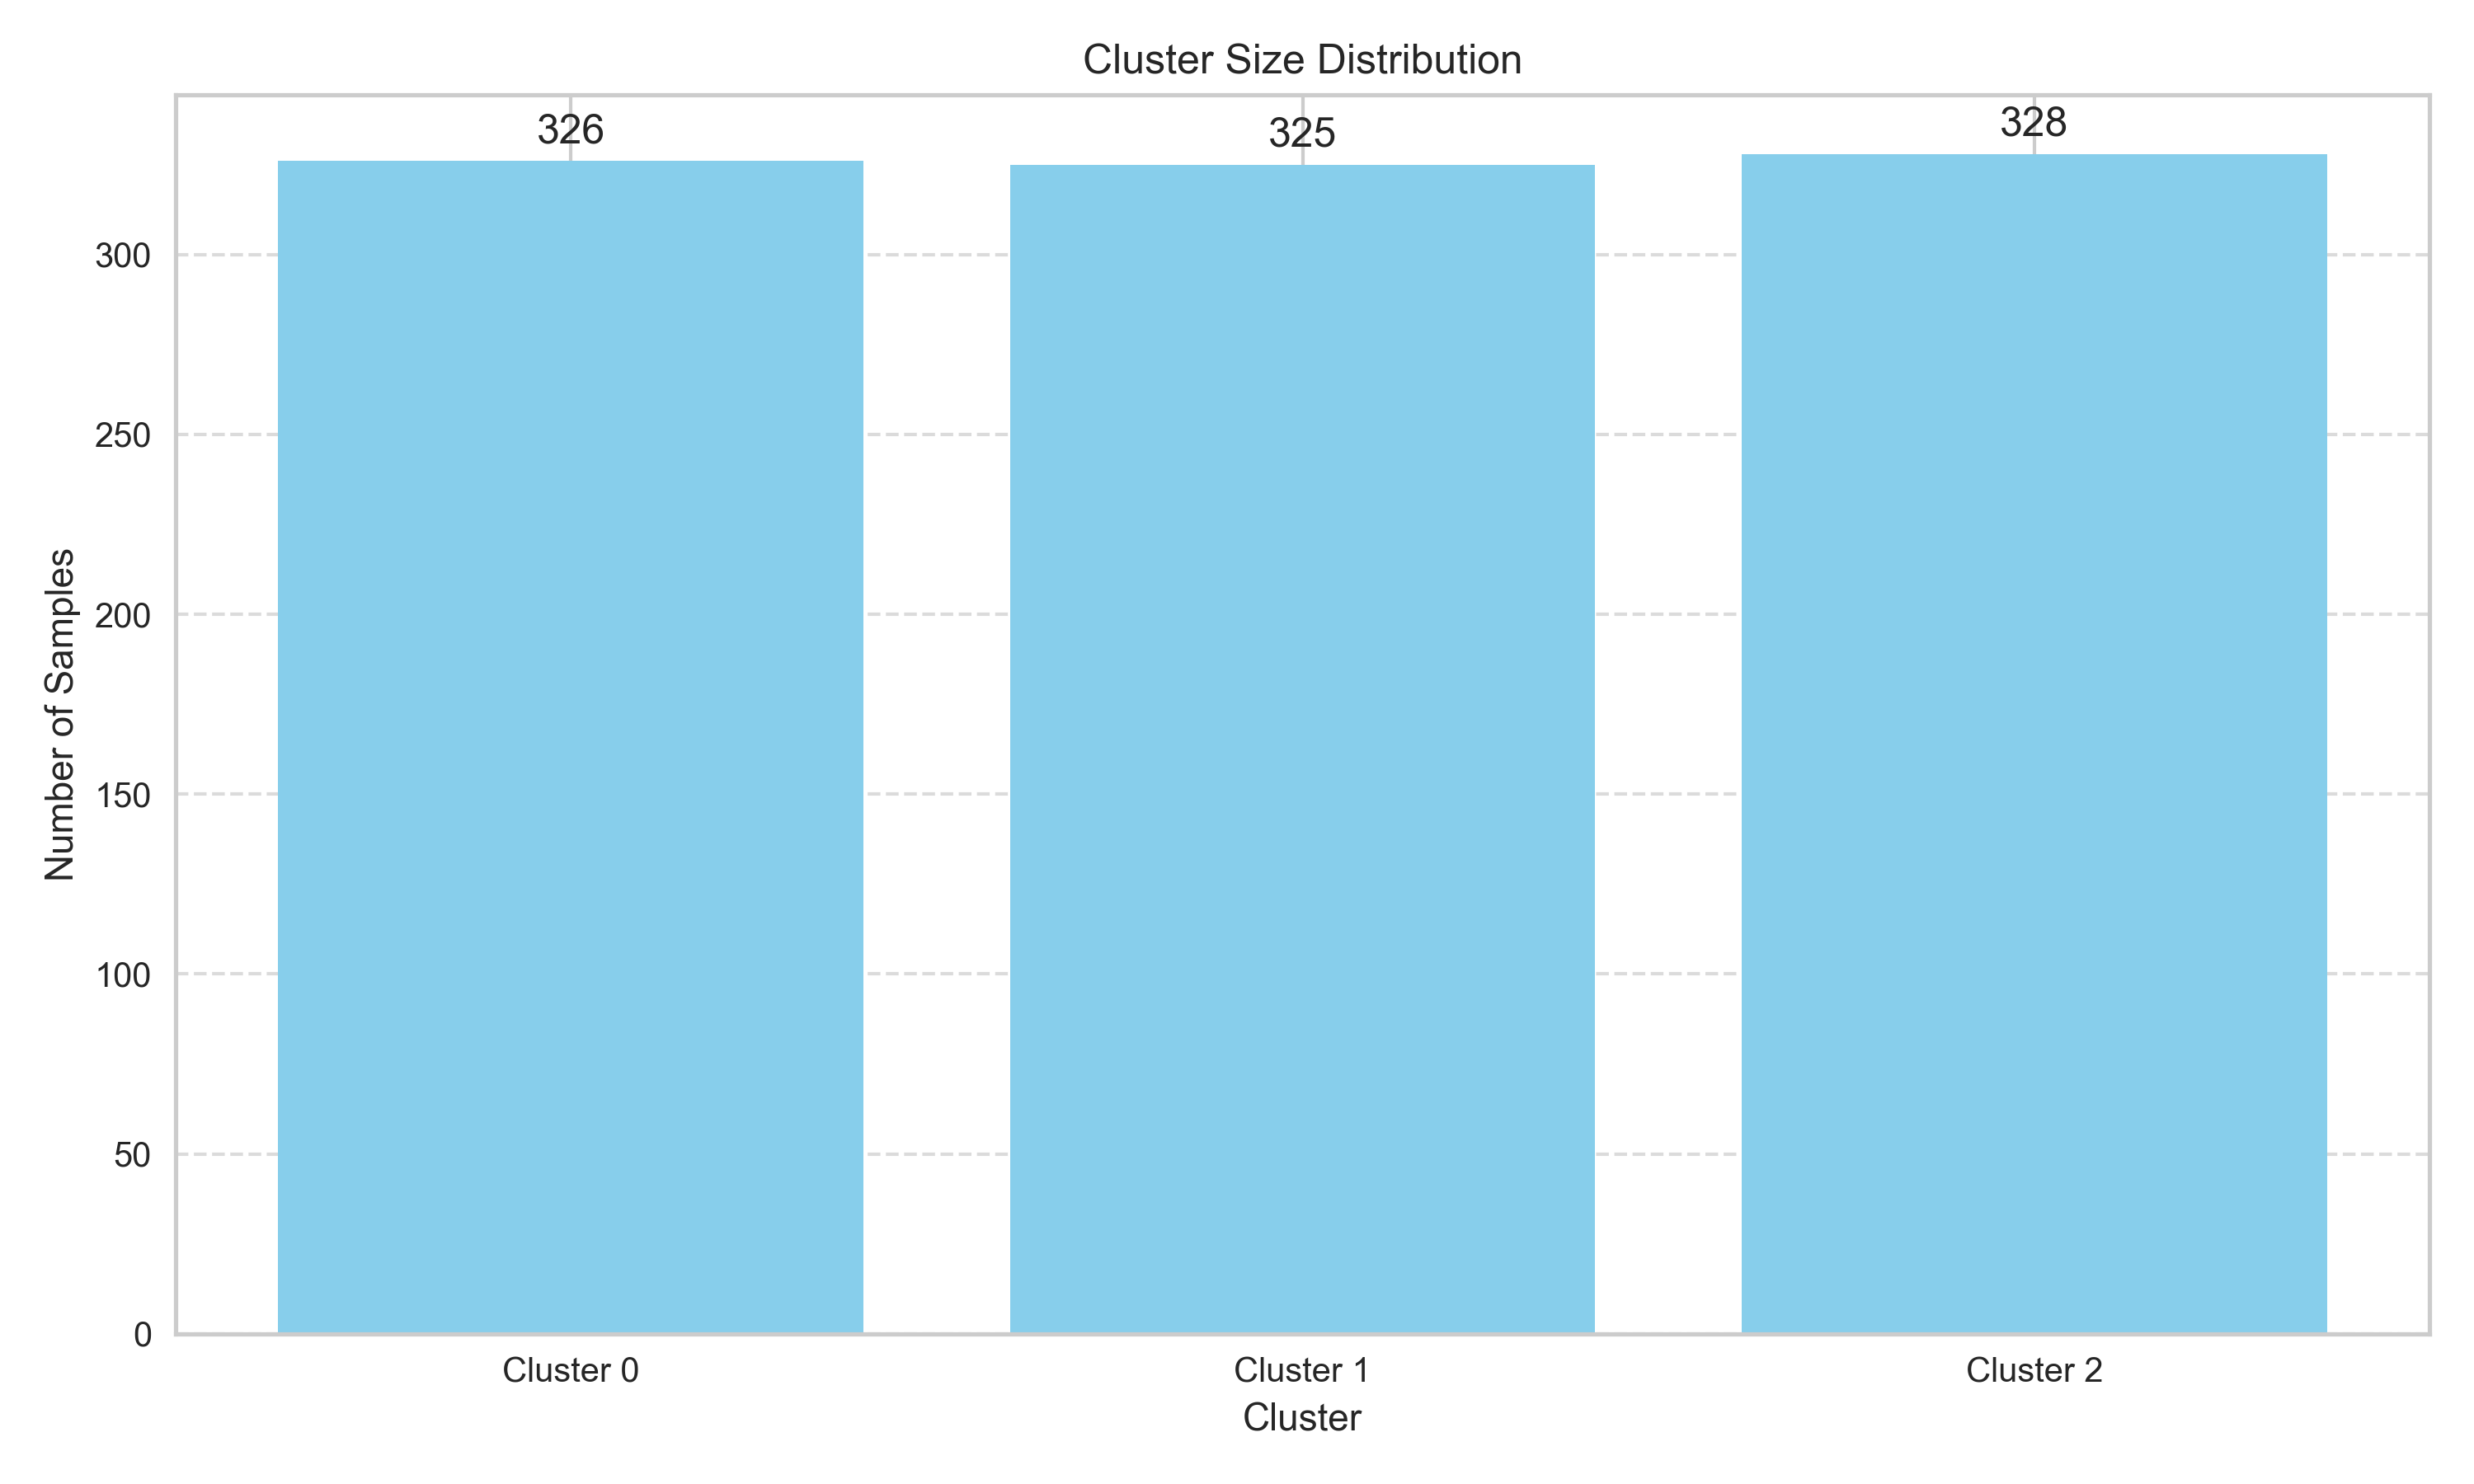 Cluster Size Distribution
326
325
328
300
250
200
150
100
50
0
Number of Samples
Cluster 0
Cluster 1
Cluster 2
Cluster